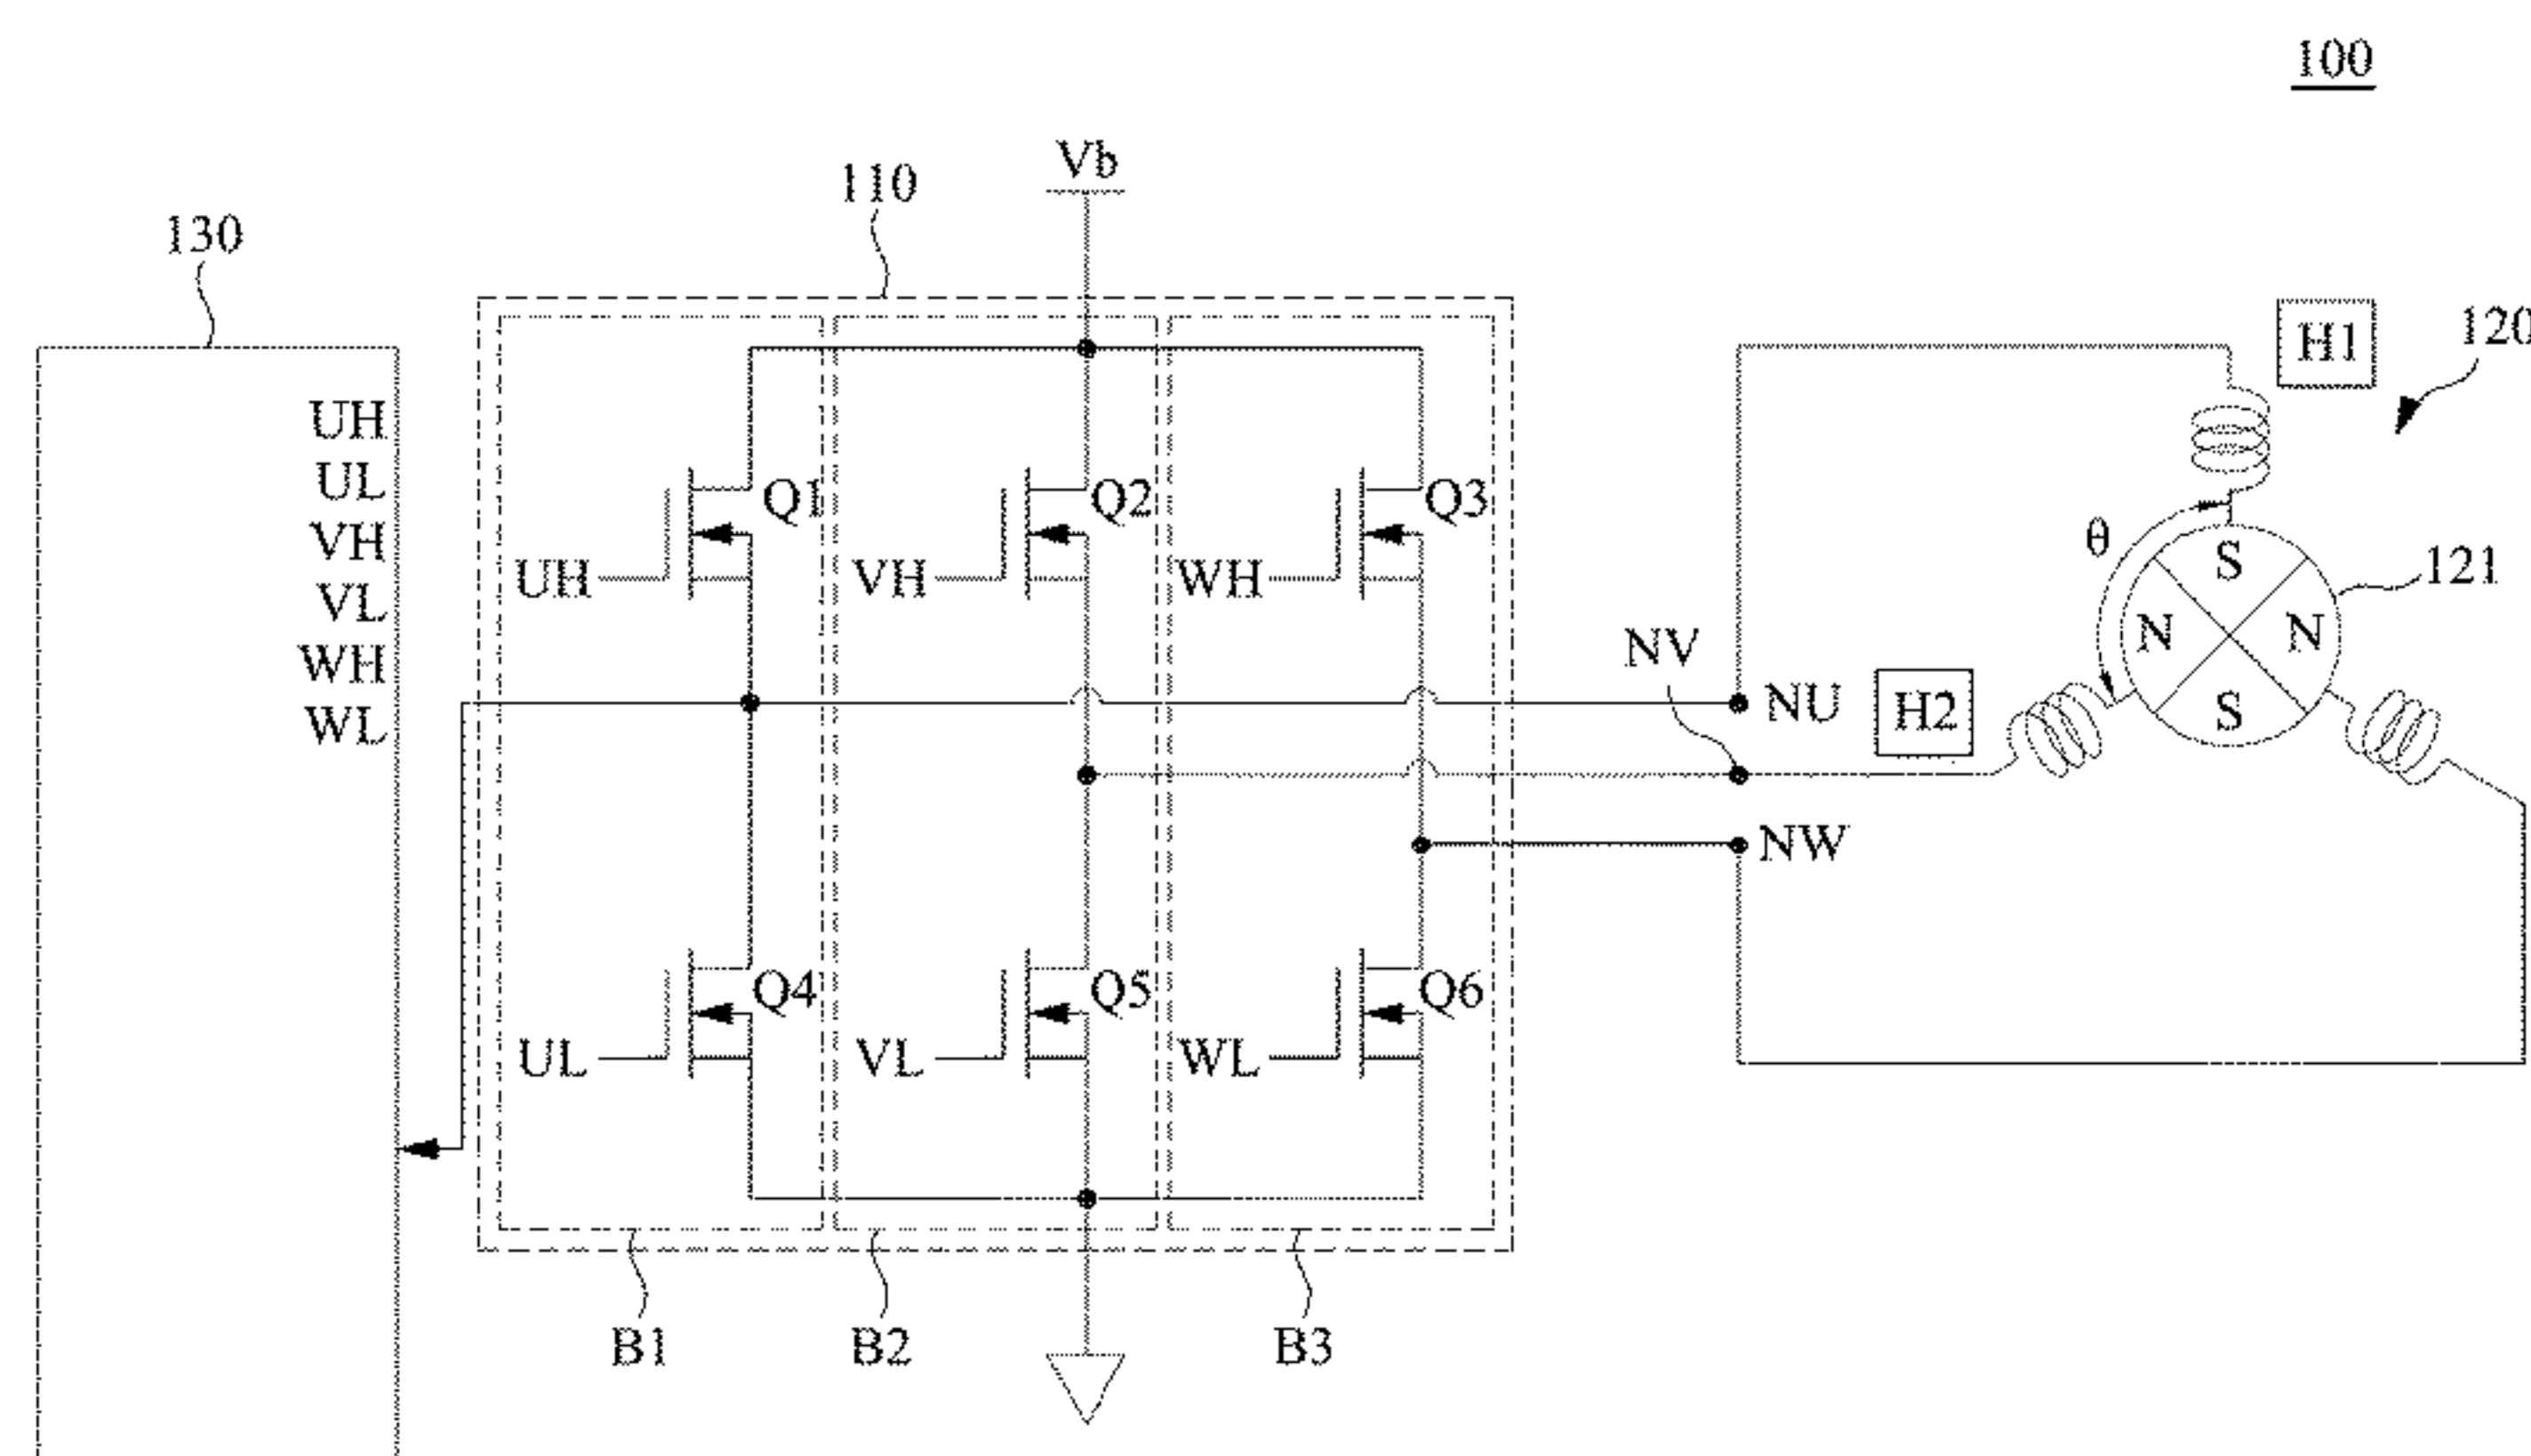 100
Vb
110
130
H1
120
UH
UL
VH
VL
WH
WL
Q1
Q2
Q3
UH
VH
WH
θ
S
N
N
S
121
NV
NU
H2
NW
Q4
Q5
Q6
UL
VL
WL
B1
B2
B3